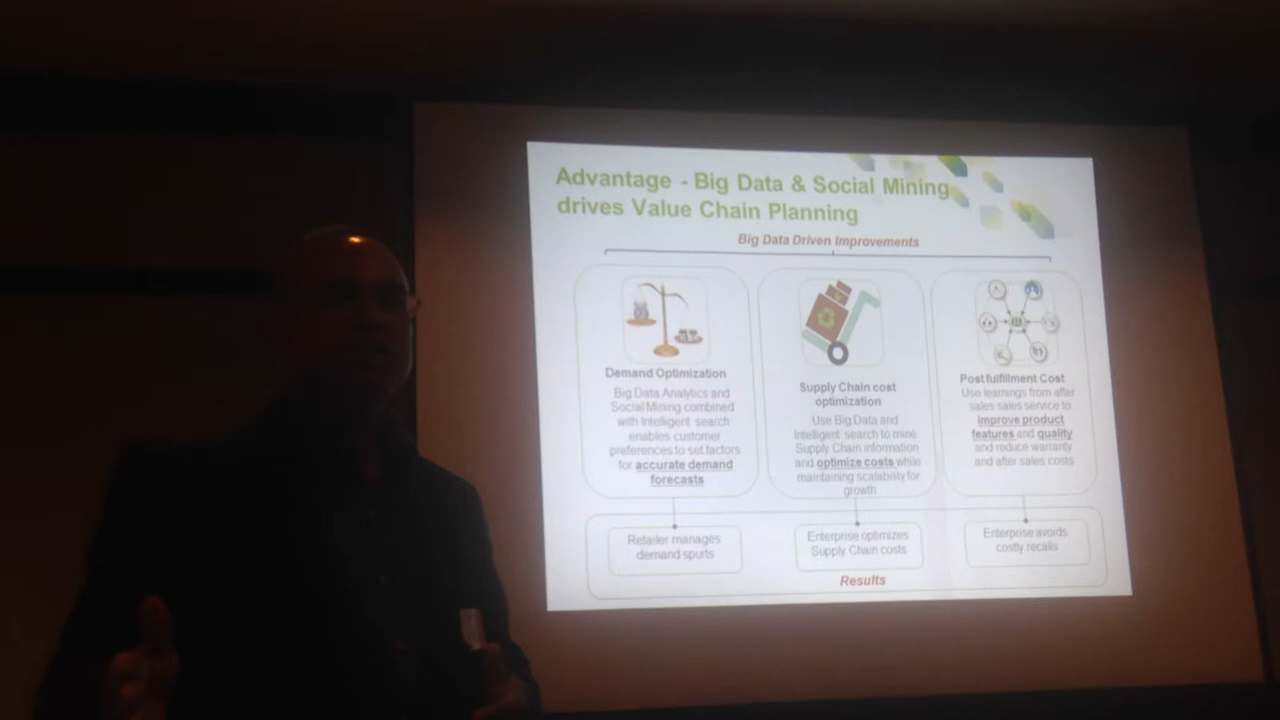 Advantage - Big Data & Social Mining
drives Value Chain Planning
Big Data Driven Improvements
Demand Optimization
Big Data Analytics and
Social Mining combined
with Intelligent search
enables customer
preferences to set factors
for accurate demand
forecasts
Supply Chain cost
optimization
Use Big Data and
Intelligent search to mine
Supply Chain information
and optimize costs while
maintaining scalability for
growth
Post fulfillment Cost
Use learnings from after
sales sales service to
improve product
features and quality
and reduce warranty
and after sales costs
Retailer manages
demand spurts
Enterprise optimizes
Supply Chain costs
Enterprise avoids
costly recalls
Results